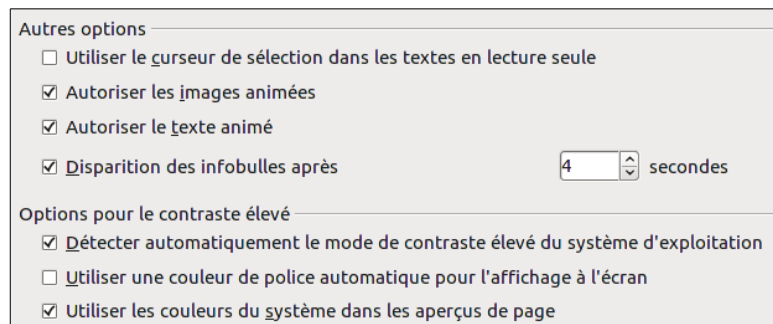 Autres options
Utiliser le curseur de sélection dans les textes en lecture seule
Autoriser les images animées
Autoriser le texte animé
Disparition des infobulles après 4 secondes
Options pour le contraste élevé
Détecter automatiquement le mode de contraste élevé du système d'exploitation
Utiliser une couleur de police automatique pour l'affichage à l'écran
Utiliser les couleurs du système dans les aperçus de page